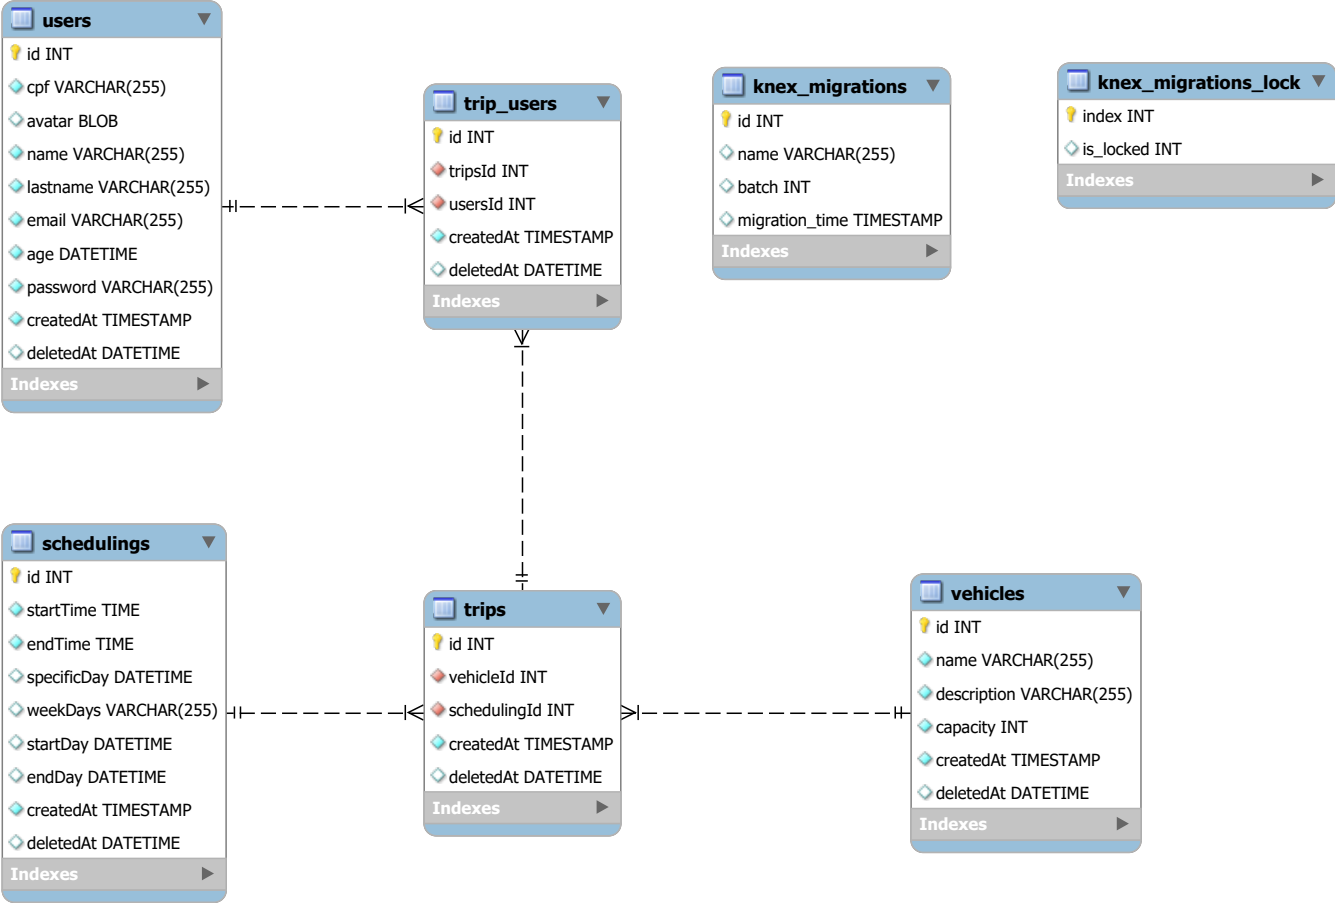 users
id INT
cpf VARCHAR(255)
avatar BLOB
name VARCHAR(255)
lastname VARCHAR(255)
email VARCHAR(255)
age DATETIME
password VARCHAR(255)
createdAt TIMESTAMP
deletedAt DATETIME
Indexes
trip_users
id INT
tripsId INT
usersId INT
createdAt TIMESTAMP
deletedAt DATETIME
Indexes
knex_migrations
id INT
name VARCHAR(255)
batch INT
migration_time TIMESTAMP
Indexes
knex_migrations_lock
index INT
is_locked INT
Indexes
schedulings
id INT
startTime TIME
endTime TIME
specificDay DATETIME
weekDays VARCHAR(255)
startDay DATETIME
endDay DATETIME
createdAt TIMESTAMP
deletedAt DATETIME
Indexes
trips
id INT
vehicleId INT
schedulingId INT
createdAt TIMESTAMP
deletedAt DATETIME
Indexes
vehicles
id INT
name VARCHAR(255)
description VARCHAR(255)
capacity INT
createdAt TIMESTAMP
deletedAt DATETIME
Indexes